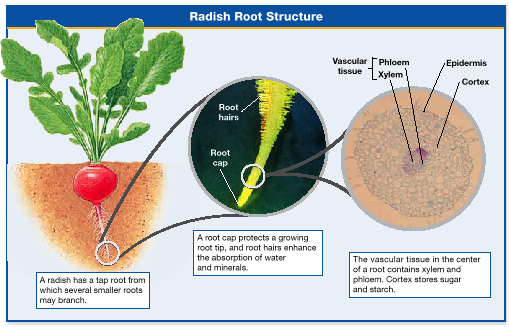 Radish Root Structure
Vascular
tissue
Phloem
Xylem
Epidermis
Cortex
Root
hairs
Root
cap
A root cap protects a growing
root tip, and root hairs enhance
the absorption of water
and minerals.
The vascular tissue in the center
of a root contains xylem and
phloem. Cortex stores sugar
and starch.
A radish has a tap root from
which several smaller roots
may branch.